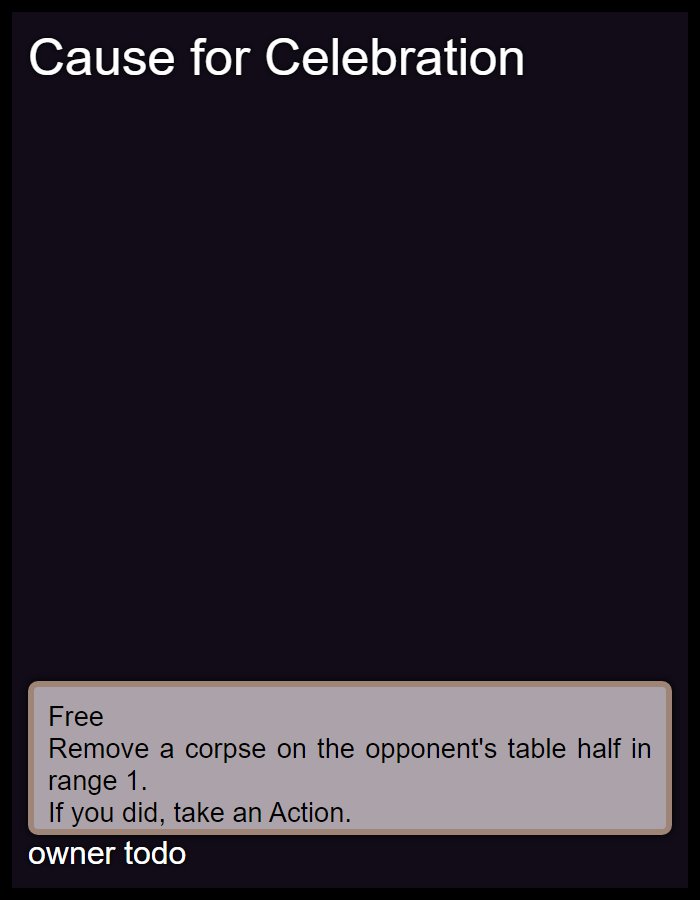 Cause for Celebration
Free
Remove a corpse on the opponent's table half in
range 1.
If you did, take an Action.
owner todo